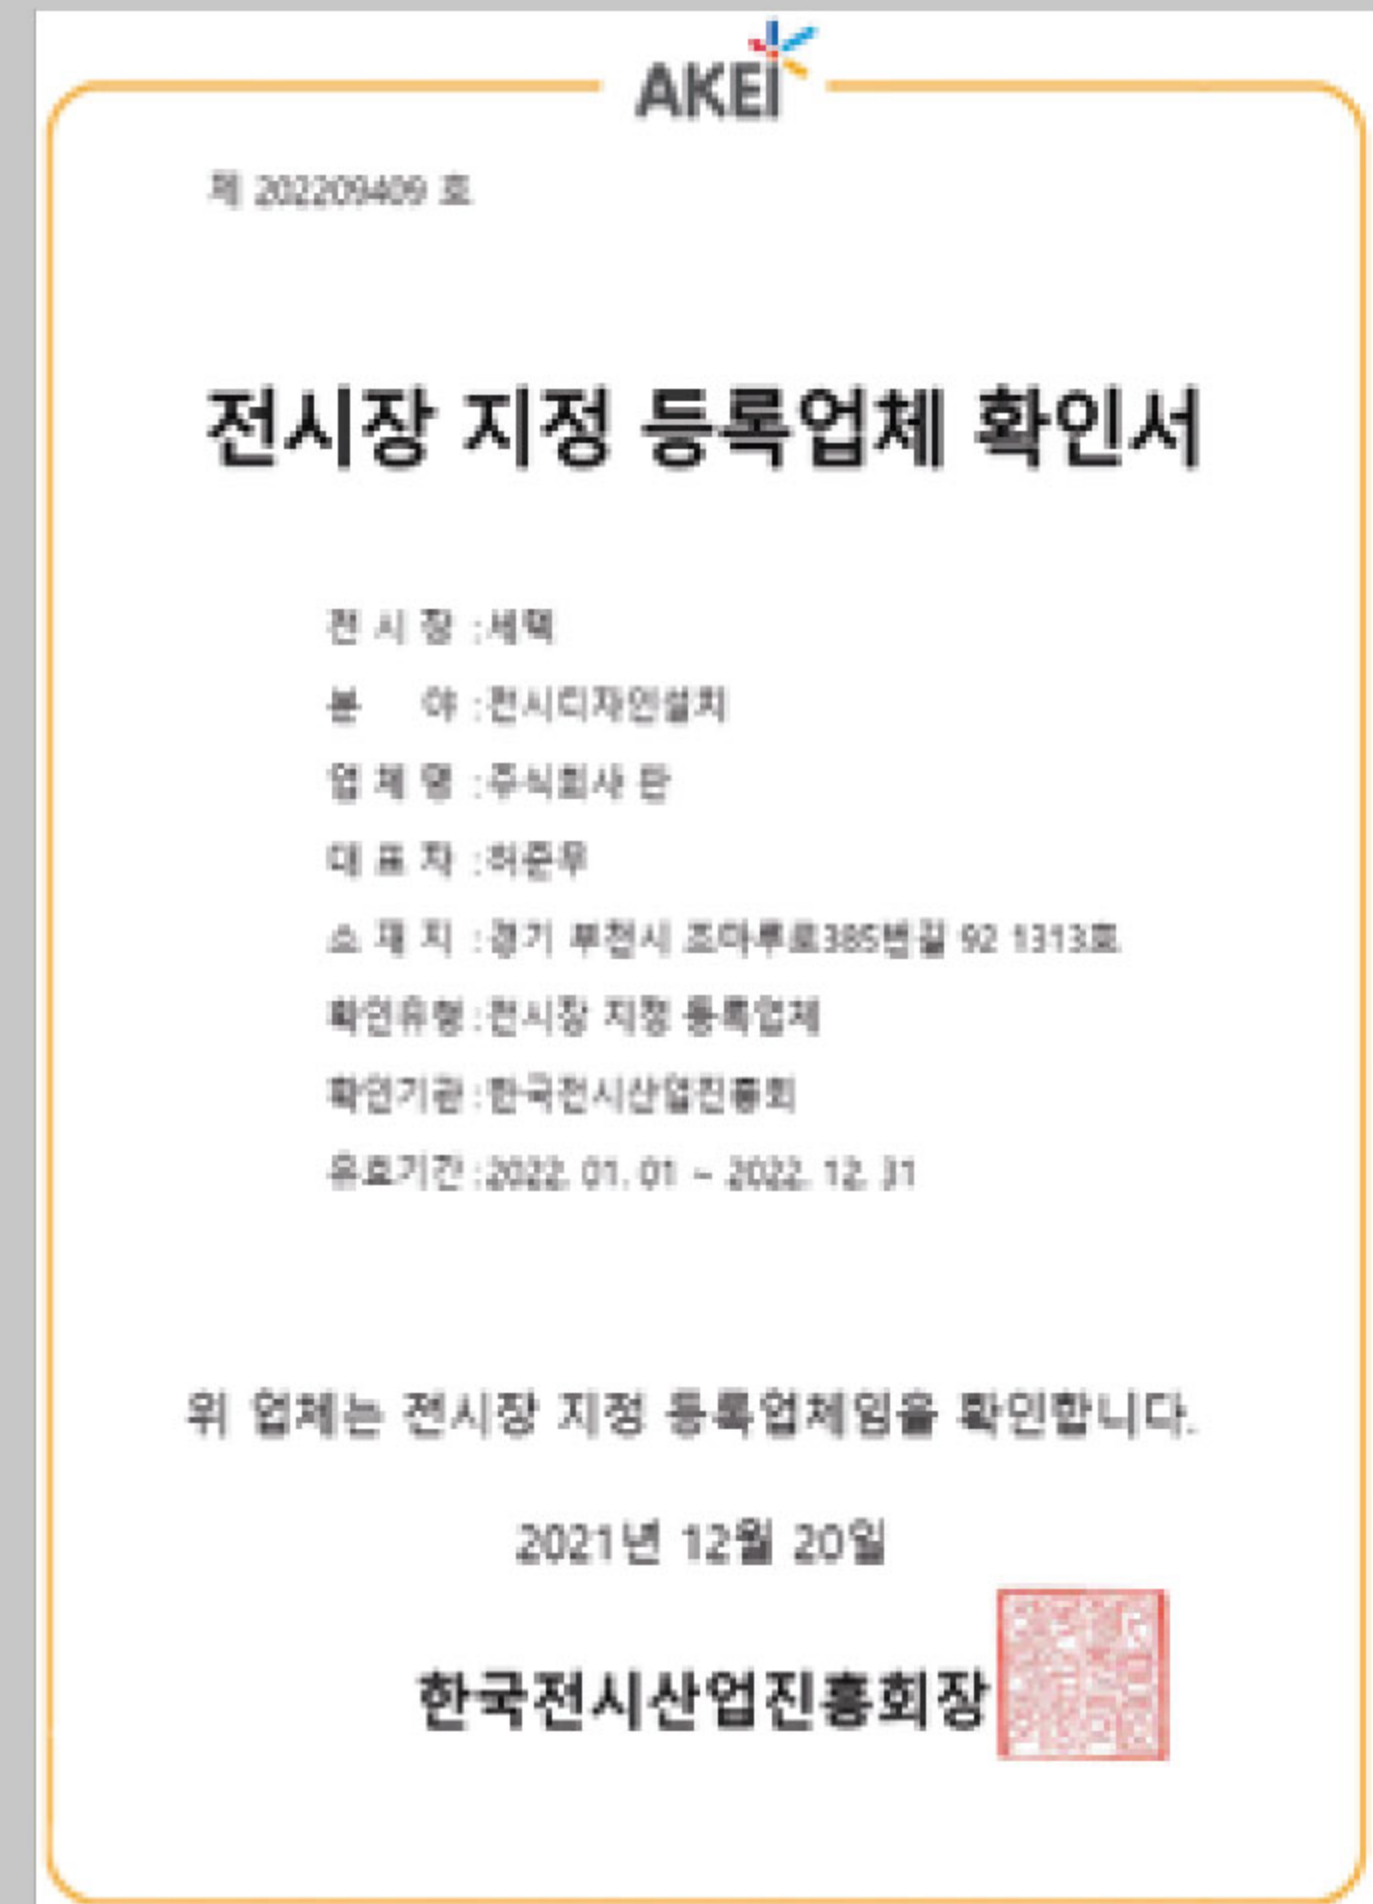 AKEI
제 202209409 호
전시장 지정 등록업체 확인서
전 시 장 :세텍
분 야 :전시디자인설치
업 체 명 :주식회사 판
대 표 자 :허준무
소 재 지 :경기 부천시 조마루로385번길 92 1313호
확인유형 :전시장 지정 등록업체
확인기관 :한국전시산업진흥회
유효기간 :2022. 01. 01 ~ 2022. 12. 31
위 업체는 전시장 지정 등록업체임을 확인합니다.
2021년 12월 20일
한국전시산업진흥회장